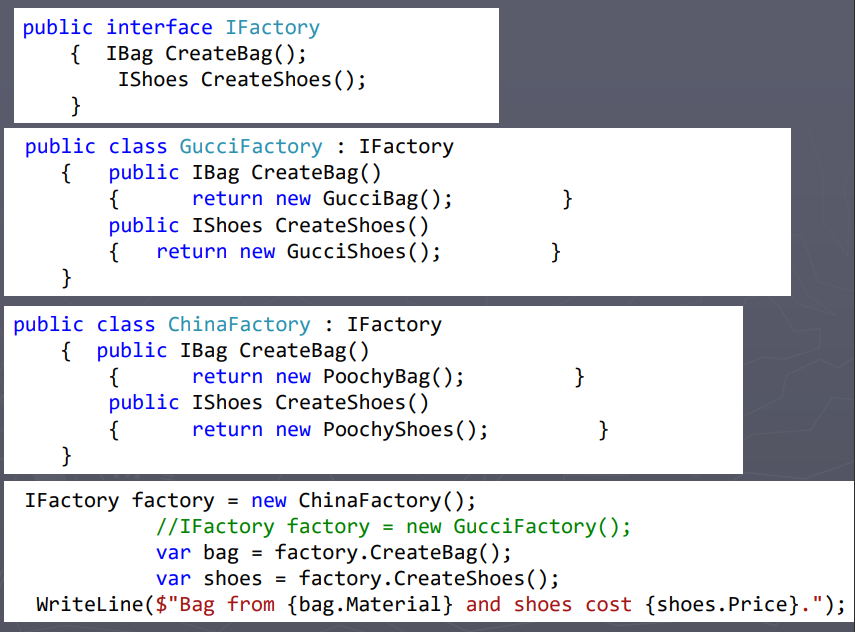 public interface IFactory
{ IBag CreateBag();
IShoes CreateShoes();
}
public class GucciFactory : IFactory
{ public IBag CreateBag()
{ return new GucciBag(); }
public IShoes CreateShoes()
{ return new GucciShoes(); }
}
public class ChinaFactory : IFactory
{ public IBag CreateBag()
{ return new PoochyBag(); }
public IShoes CreateShoes()
{ return new PoochyShoes(); }
}
IFactory factory = new ChinaFactory();
//IFactory factory = new GucciFactory();
var bag = factory.CreateBag();
var shoes = factory.CreateShoes();
WriteLine($"Bag from {bag.Material} and shoes cost {shoes.Price}.");